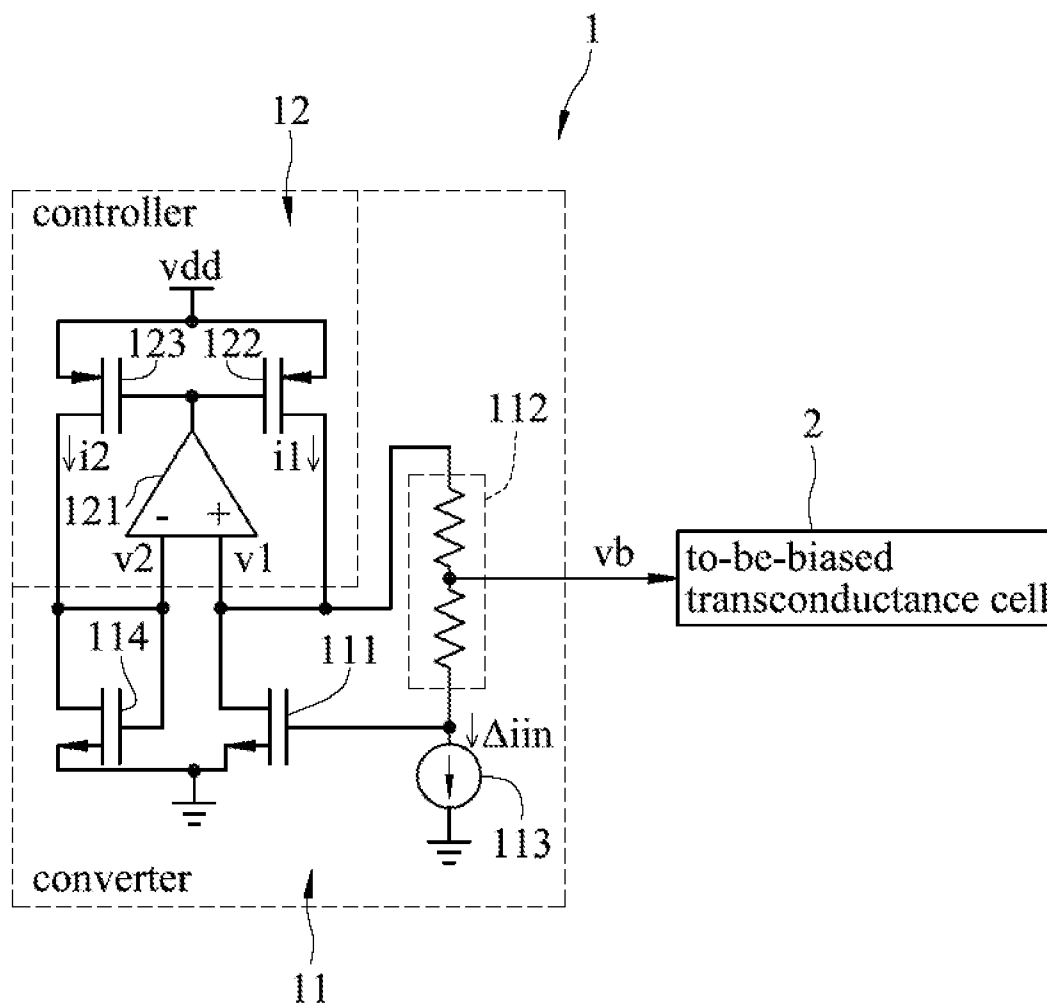 1
12
controller
vdd
123
122
112
i2
i1
2
121
-
+
v2
v1
vb
to-be-biased
transconductance cell
114
111
Δiin
113
converter
11